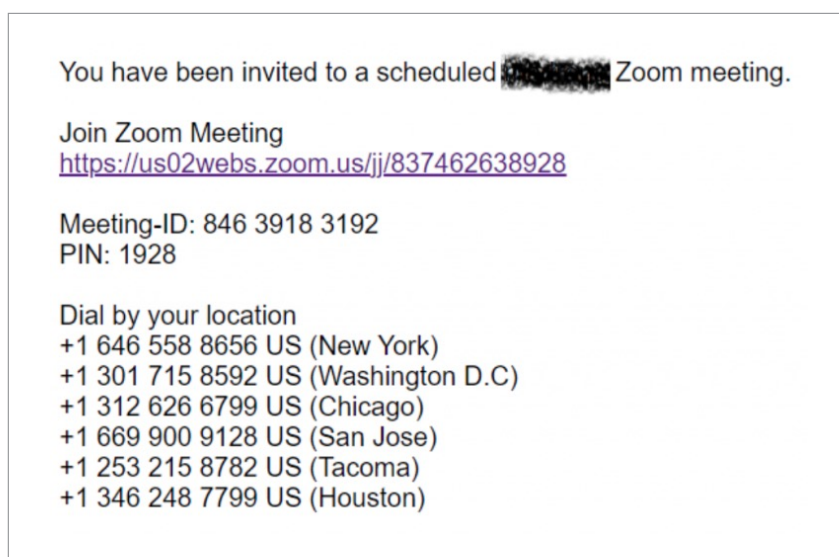 You have been invited to a scheduled Zoom meeting.
Join Zoom Meeting
https://us02webs.zoom.us/jj/837462638928
Meeting-ID: 846 3918 3192
PIN: 1928
Dial by your location
+1 646 558 8656 US (New York)
+1 301 715 8592 US (Washington D.C)
+1 312 626 6799 US (Chicago)
+1 669 900 9128 US (San Jose)
+1 253 215 8782 US (Tacoma)
+1 346 248 7799 US (Houston)